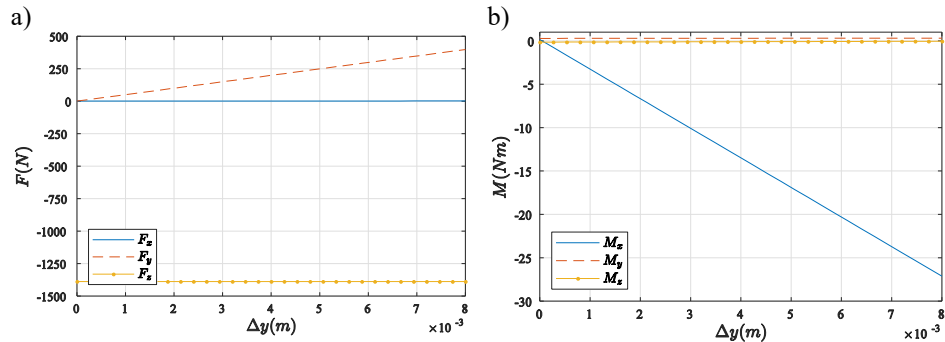 a)
500
250
0
-250
-500
-750
-1000
-1250
-1500
F(N)
F_x
F_y
F_z
0 1 2 3 4 5 6 7 8
Δy(m)
×10⁻³
b)
0
-5
-10
-15
-20
-25
-30
M(Nm)
M_x
M_y
M_z
0 1 2 3 4 5 6 7 8
Δy(m)
×10⁻³